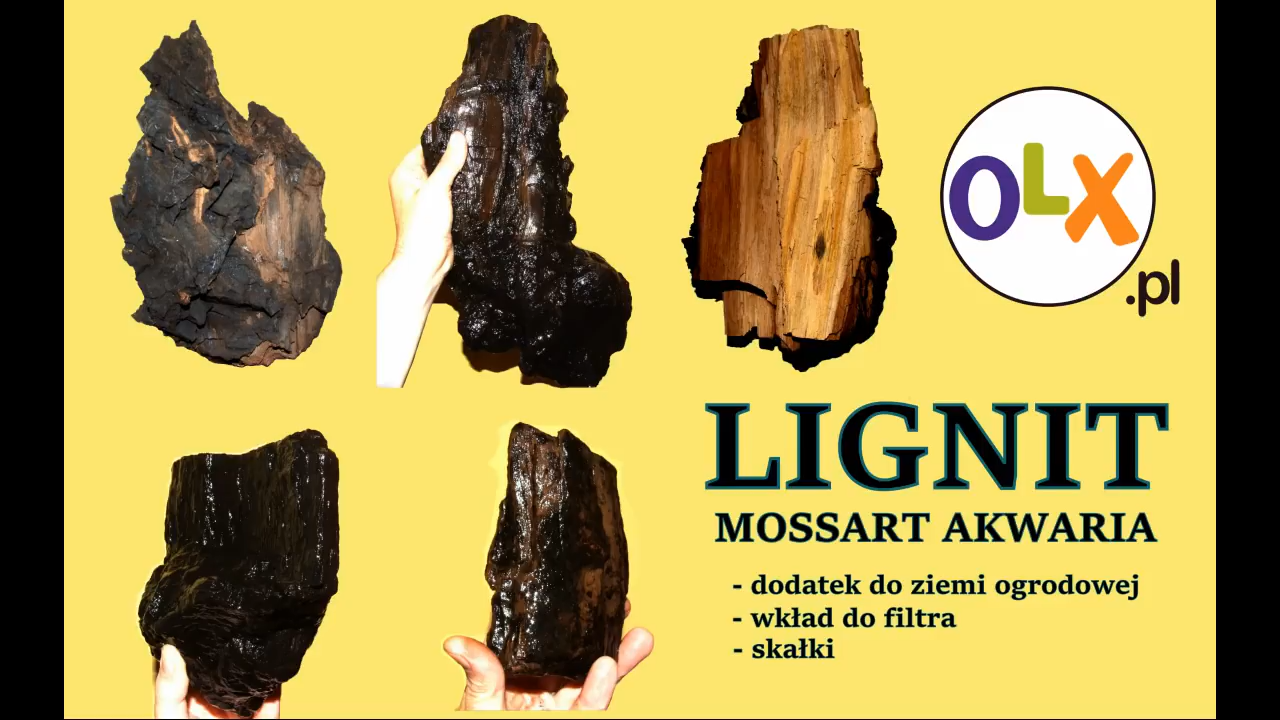 OLX
.pl
LIGNIT
MOSSART AKWARIA
- dodatek do ziemi ogrodowej
- wkład do filtra
- skałki